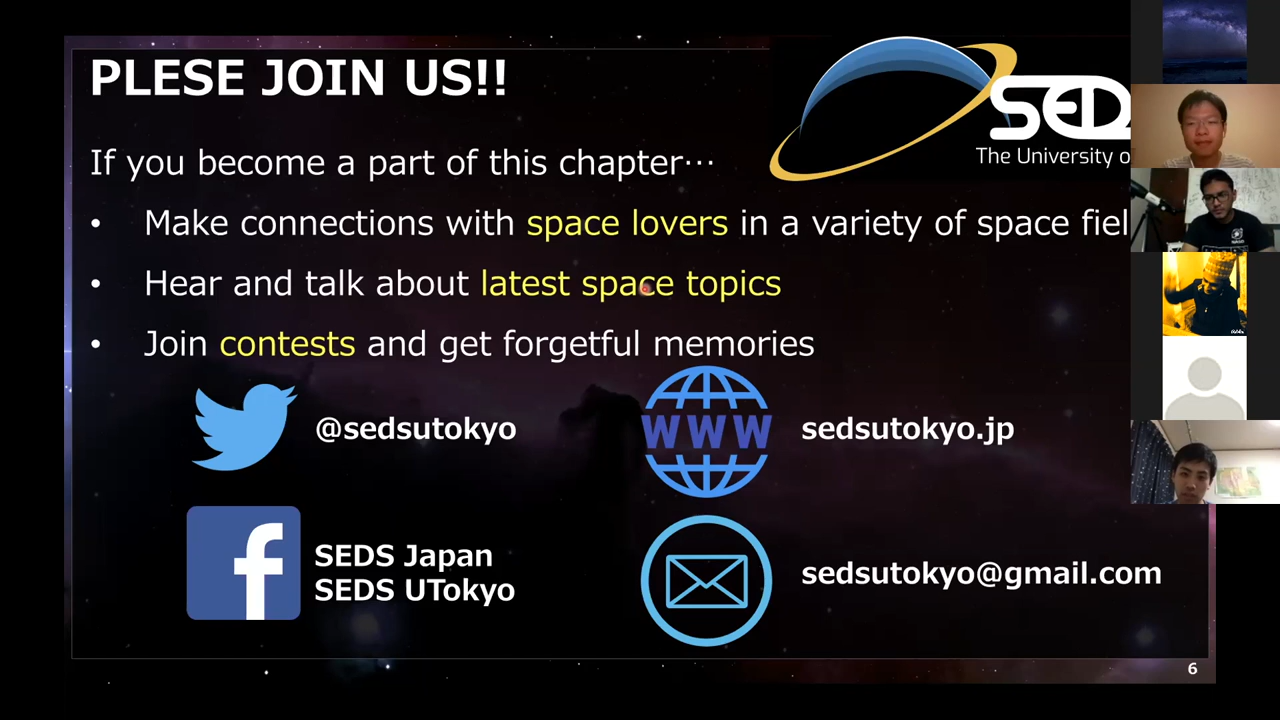 PLESE JOIN US!!
SED
The University o
If you become a part of this chapter…
• Make connections with space lovers in a variety of space fiel
• Hear and talk about latest space topics
• Join contests and get forgetful memories
@sedsutokyo
WWW
sedsutokyo.jp
f
SEDS Japan
SEDS UTokyo
sedsutokyo@gmail.com
6